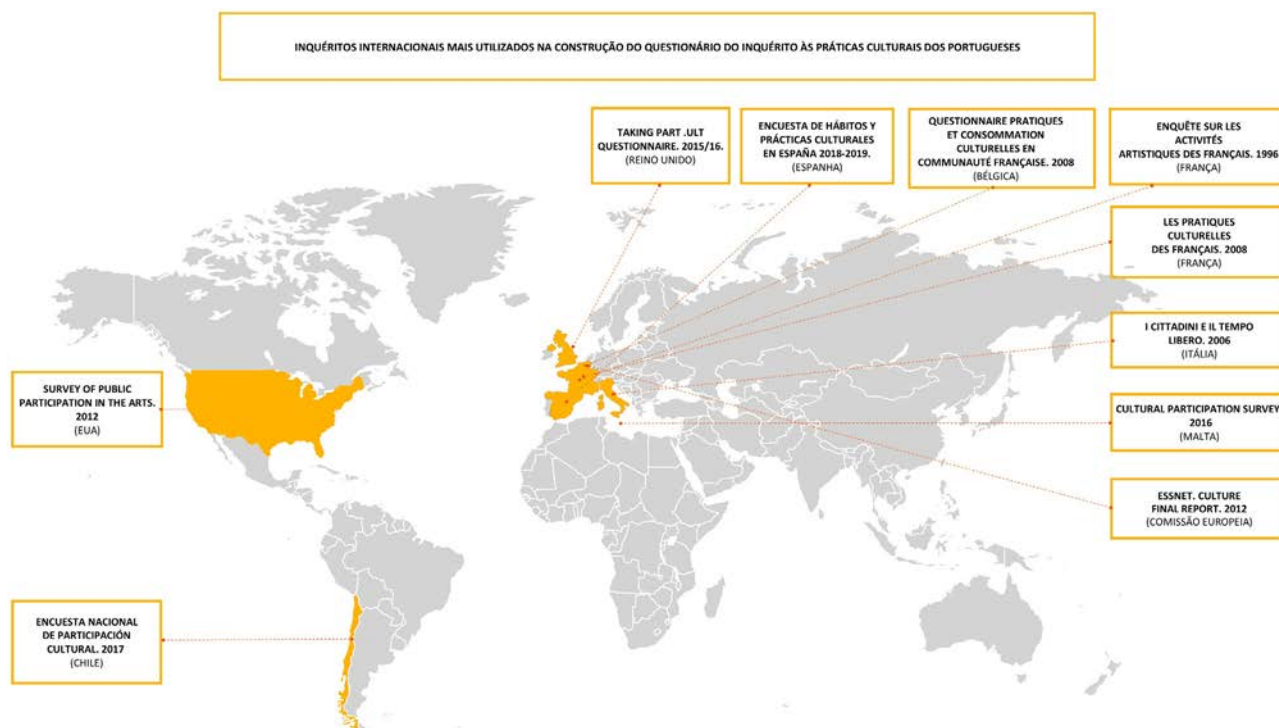 INQUÉRITOS INTERNACIONAIS MAIS UTILIZADOS NA CONSTRUÇÃO DO QUESTIONÁRIO DO INQUÉRITO ÀS PRÁTICAS CULTURAIS DOS PORTUGUESES
TAKING PART .ULT
QUESTIONNAIRE. 2015/16.
(REINO UNIDO)
ENCUESTA DE HÁBITOS Y
PRÁCTICAS CULTURALES
EN ESPAÑA 2018-2019.
(ESPANHA)
QUESTIONNAIRE PRATIQUES
ET CONSOMMATION
CULTURELLES EN
COMMUNAUTÉ FRANÇAISE. 2008
(BÉLGICA)
ENQUÊTE SUR LES
ACTIVITÉS
ARTISTIQUES DES FRANÇAIS. 1996
(FRANÇA)
LES PRATIQUES
CULTURELLES
DES FRANÇAIS. 2008
(FRANÇA)
I CITTADINI E IL TEMPO
LIBERO. 2006
(ITÁLIA)
SURVEY OF PUBLIC
PARTICIPATION IN THE ARTS.
2012
(EUA)
CULTURAL PARTICIPATION SURVEY
2016
(MALTA)
ESSNET. CULTURE
FINAL REPORT. 2012
(COMISSÃO EUROPEIA)
ENCUESTA NACIONAL
DE PARTICIPACIÓN
CULTURAL. 2017
(CHILE)